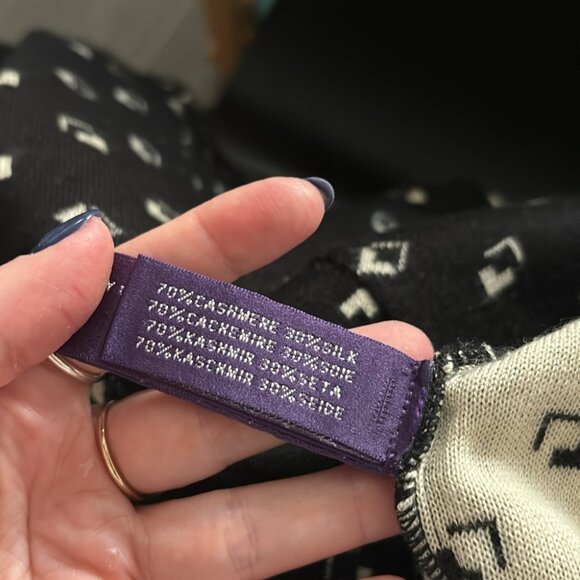 70%CASHMERE 30%SILK
70%CACHEMIRE 30%SOIE
70%KASHMIR 30%SETA
70%KASCHMIR 30%SEIDE